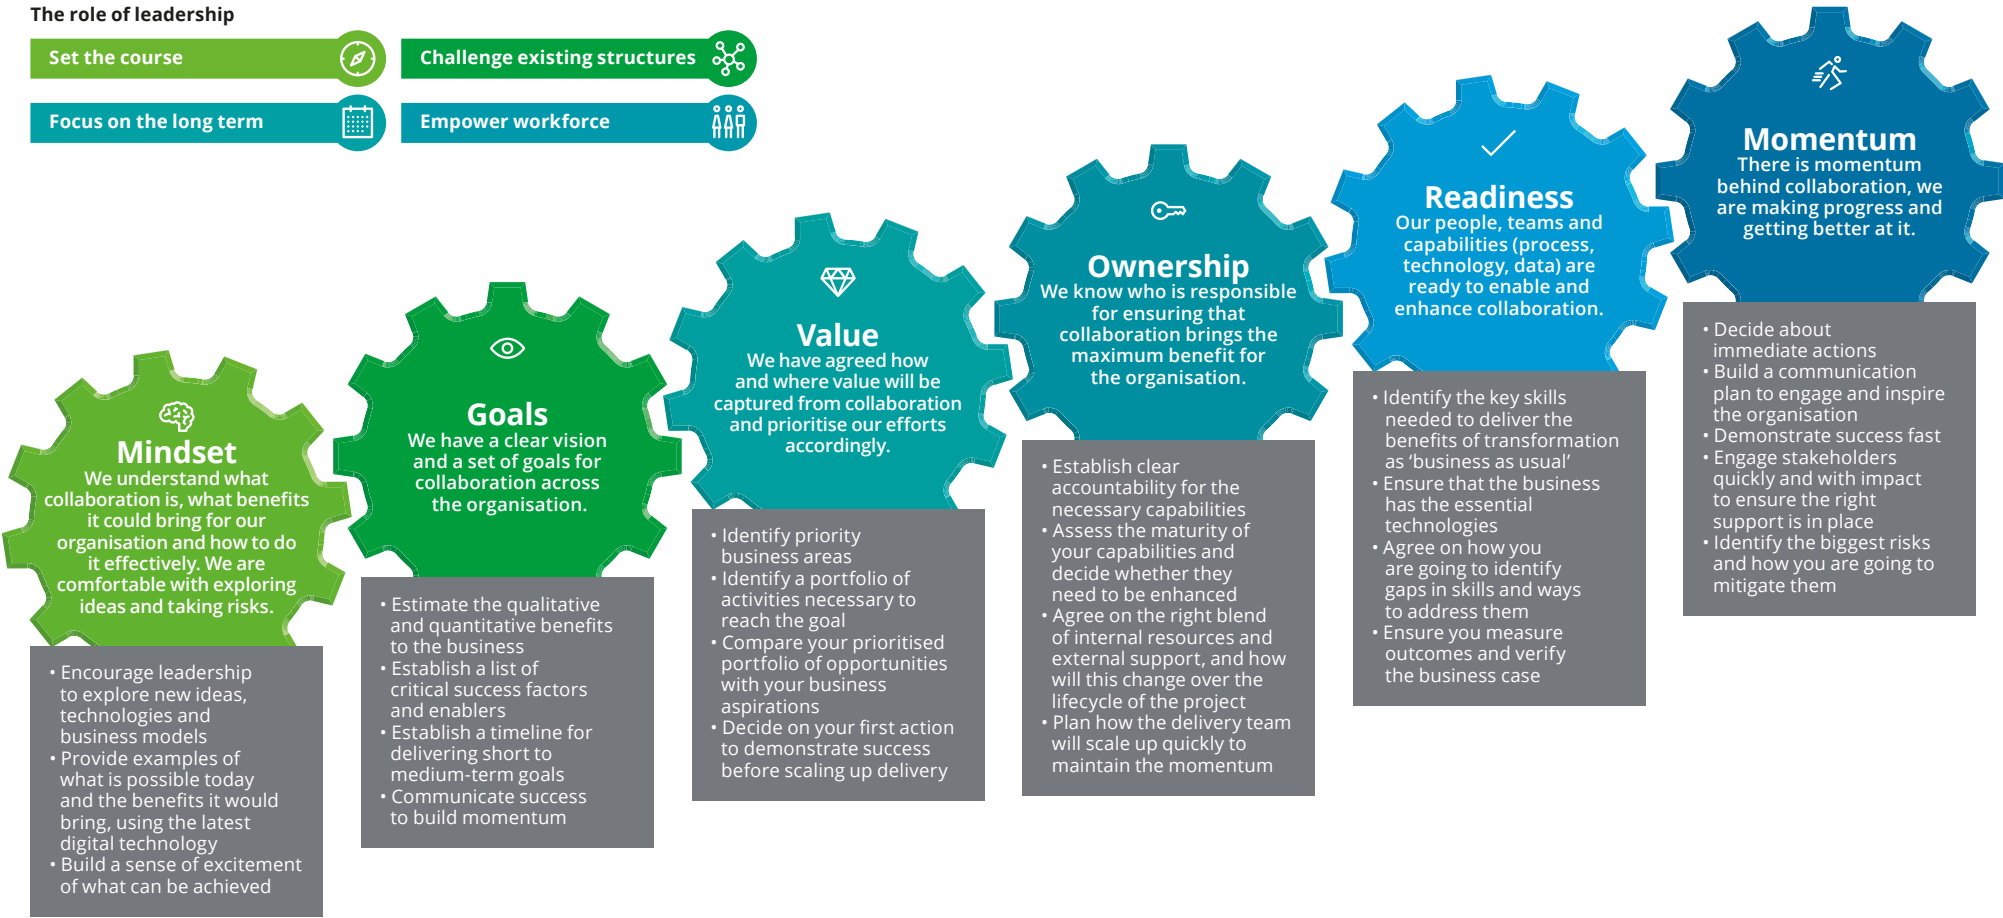 The role of leadership
Set the course
Challenge existing structures
Focus on the long term
Empower workforce
Mindset
We understand what
collaboration is, what benefits
it could bring for our
organisation and how to do
it effectively. We are
comfortable with exploring
ideas and taking risks.
• Encourage leadership
to explore new ideas,
technologies and
business models
• Provide examples of
what is possible today
and the benefits it would
bring, using the latest
digital technology
• Build a sense of excitement
of what can be achieved
Goals
We have a clear vision
and a set of goals for
collaboration across
the organisation.
• Estimate the qualitative
and quantitative benefits
to the business
• Establish a list of
critical success factors
and enablers
• Establish a timeline for
delivering short to
medium-term goals
• Communicate success
to build momentum
Value
We have agreed how
and where value will be
captured from collaboration
and prioritise our efforts
accordingly.
• Identify priority
business areas
• Identify a portfolio of
activities necessary to
reach the goal
• Compare your prioritised
portfolio of opportunities
with your business
aspirations
• Decide on your first action
to demonstrate success
before scaling up delivery
Ownership
We know who is responsible
for ensuring that
collaboration brings the
maximum benefit for
the organisation.
• Establish clear
accountability for the
necessary capabilities
• Assess the maturity of
your capabilities and
decide whether they
need to be enhanced
• Agree on the right blend
of internal resources and
external support, and how
will this change over the
lifecycle of the project
• Plan how the delivery team
will scale up quickly to
maintain the momentum
Readiness
Our people, teams and
capabilities (process,
technology, data) are
ready to enable and
enhance collaboration.
• Identify the key skills
needed to deliver the
benefits of transformation
as ‘business as usual’
• Ensure that the business
has the essential
technologies
• Agree on how you
are going to identify
gaps in skills and ways
to address them
• Ensure you measure
outcomes and verify
the business case
Momentum
There is momentum
behind collaboration, we
are making progress and
getting better at it.
• Decide about
immediate actions
• Build a communication
plan to engage and inspire
the organisation
• Demonstrate success fast
• Engage stakeholders
quickly and with impact
to ensure the right
support is in place
• Identify the biggest risks
and how you are going to
mitigate them